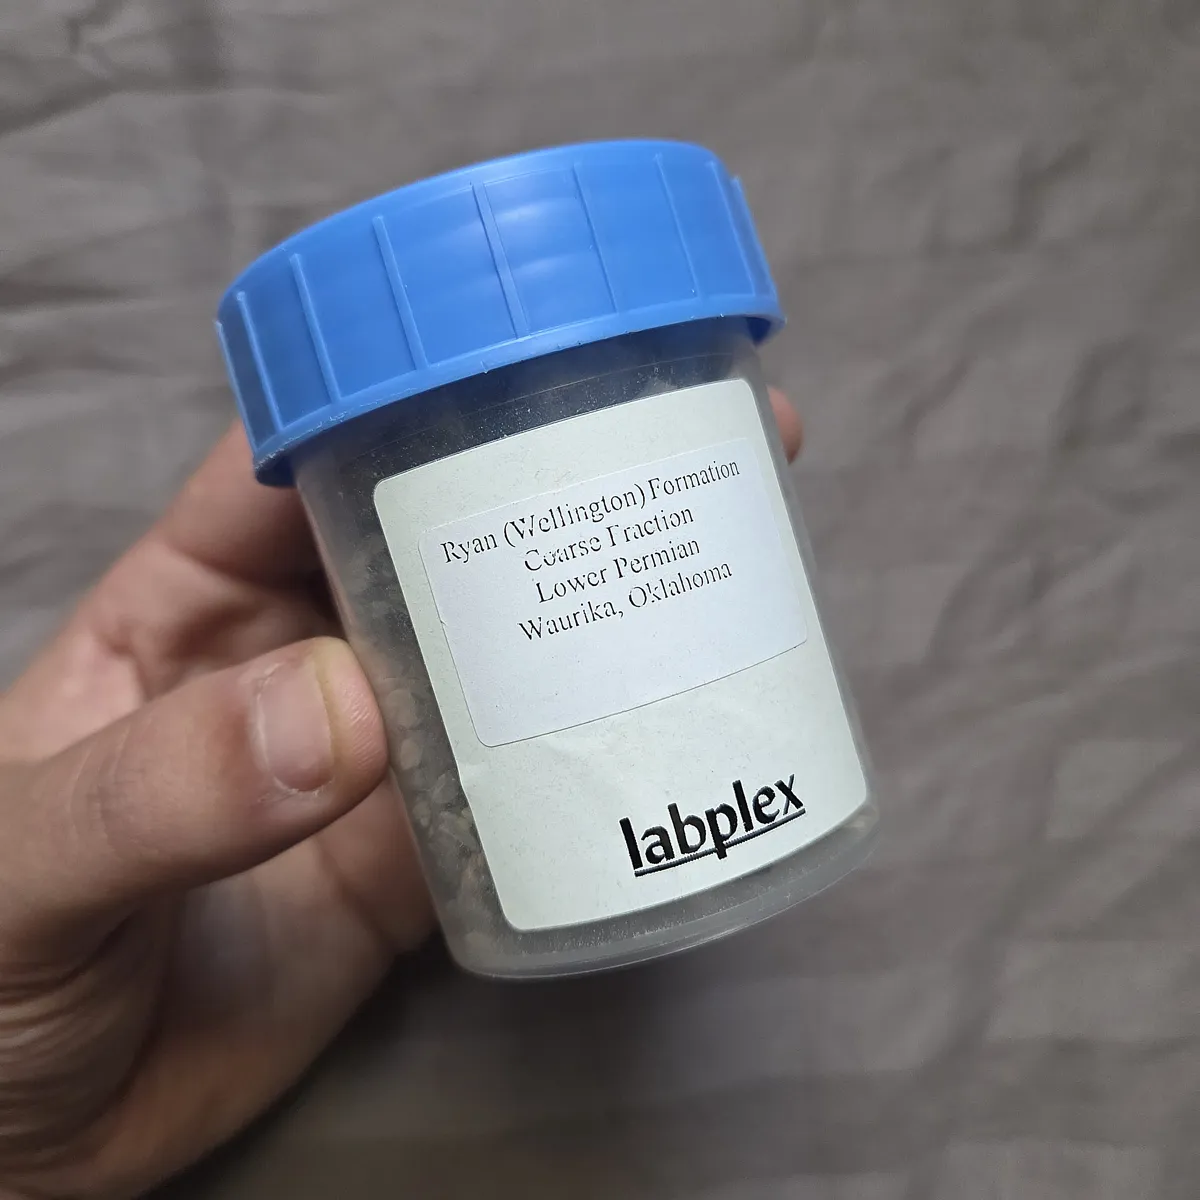 Ryan (Wellington) Formation
Coarse Fraction
Lower Permian
Waurika, Oklahoma
labplex